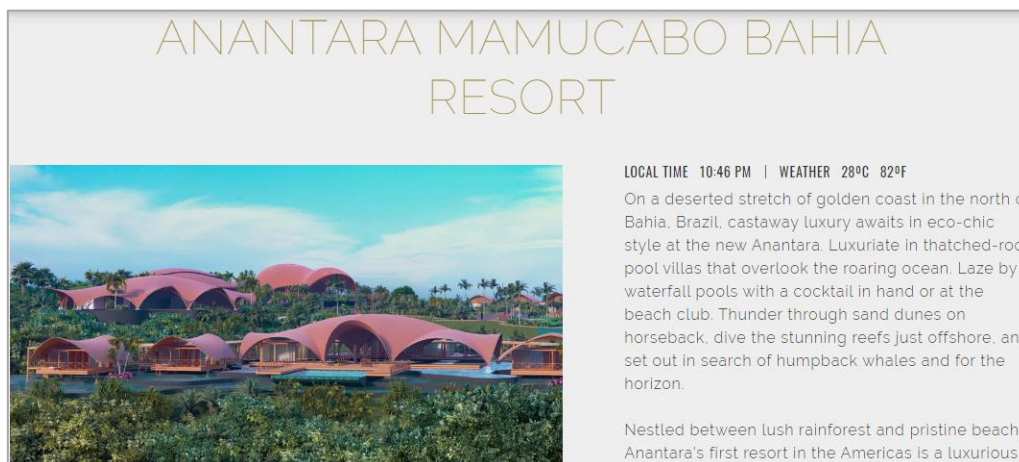 ANANTARA MAMUCABO BAHIA
RESORT
LOCAL TIME 10:46 PM | WEATHER 28ºC 82ºF
On a deserted stretch of golden coast in the north
Bahia, Brazil, castaway luxury awaits in eco-chic
style at the new Anantara. Luxuriate in
pool villas that overlook the roaring ocean. Laze by
waterfall pools with a cocktail in hand or at the
beach club. Thunder through sand dunes on
horseback, dive the stunning reefs just offshore,
set out in search of humpback whales and for the
horizon.
Nestled between lush rainforest and pristine beach
Anantara's first resort in the Americas is a luxurious